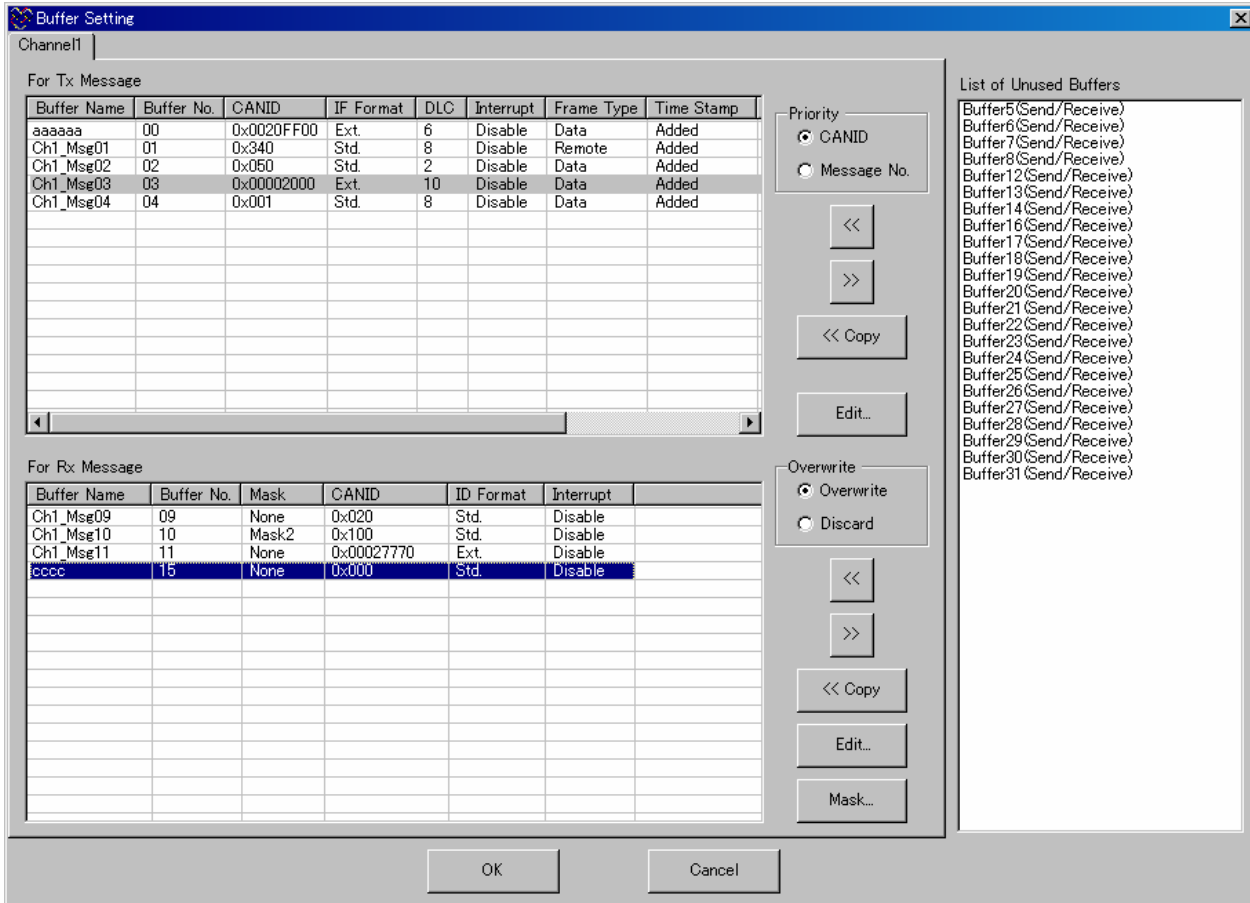 Buffer Setting
Channel1
For Tx Message
Buffer Name Buffer No. CANID IF Format DLC Interrupt Frame Type Time Stamp
aaaaaa 00 0x0020FF00 Ext. 6 Disable Data Added
Ch1_Msg01 01 0x340 Std. 8 Disable Remote Added
Ch1_Msg02 02 0x050 Std. 2 Disable Data Added
Ch1_Msg03 03 0x00002000 Ext. 10 Disable Data Added
Ch1_Msg04 04 0x001 Std. 8 Disable Data Added
Priority
CANID
Message No.
<<
>>
<< Copy
Edit...
For Rx Message
Buffer Name Buffer No. Mask CANID ID Format Interrupt
Ch1_Msg09 09 None 0x020 Std. Disable
Ch1_Msg10 10 Mask2 0x100 Std. Disable
Ch1_Msg11 11 None 0x00027770 Ext. Disable
cccc 15 None 0x000 Std. Disable
Overwrite
Overwrite
Discard
<<
>>
<< Copy
Edit...
Mask...
List of Unused Buffers
Buffer5(Send/Receive)
Buffer6(Send/Receive)
Buffer7(Send/Receive)
Buffer8(Send/Receive)
Buffer12(Send/Receive)
Buffer13(Send/Receive)
Buffer14(Send/Receive)
Buffer16(Send/Receive)
Buffer17(Send/Receive)
Buffer18(Send/Receive)
Buffer19(Send/Receive)
Buffer20(Send/Receive)
Buffer21(Send/Receive)
Buffer22(Send/Receive)
Buffer23(Send/Receive)
Buffer24(Send/Receive)
Buffer25(Send/Receive)
Buffer26(Send/Receive)
Buffer27(Send/Receive)
Buffer28(Send/Receive)
Buffer29(Send/Receive)
Buffer30(Send/Receive)
Buffer31(Send/Receive)
OK
Cancel